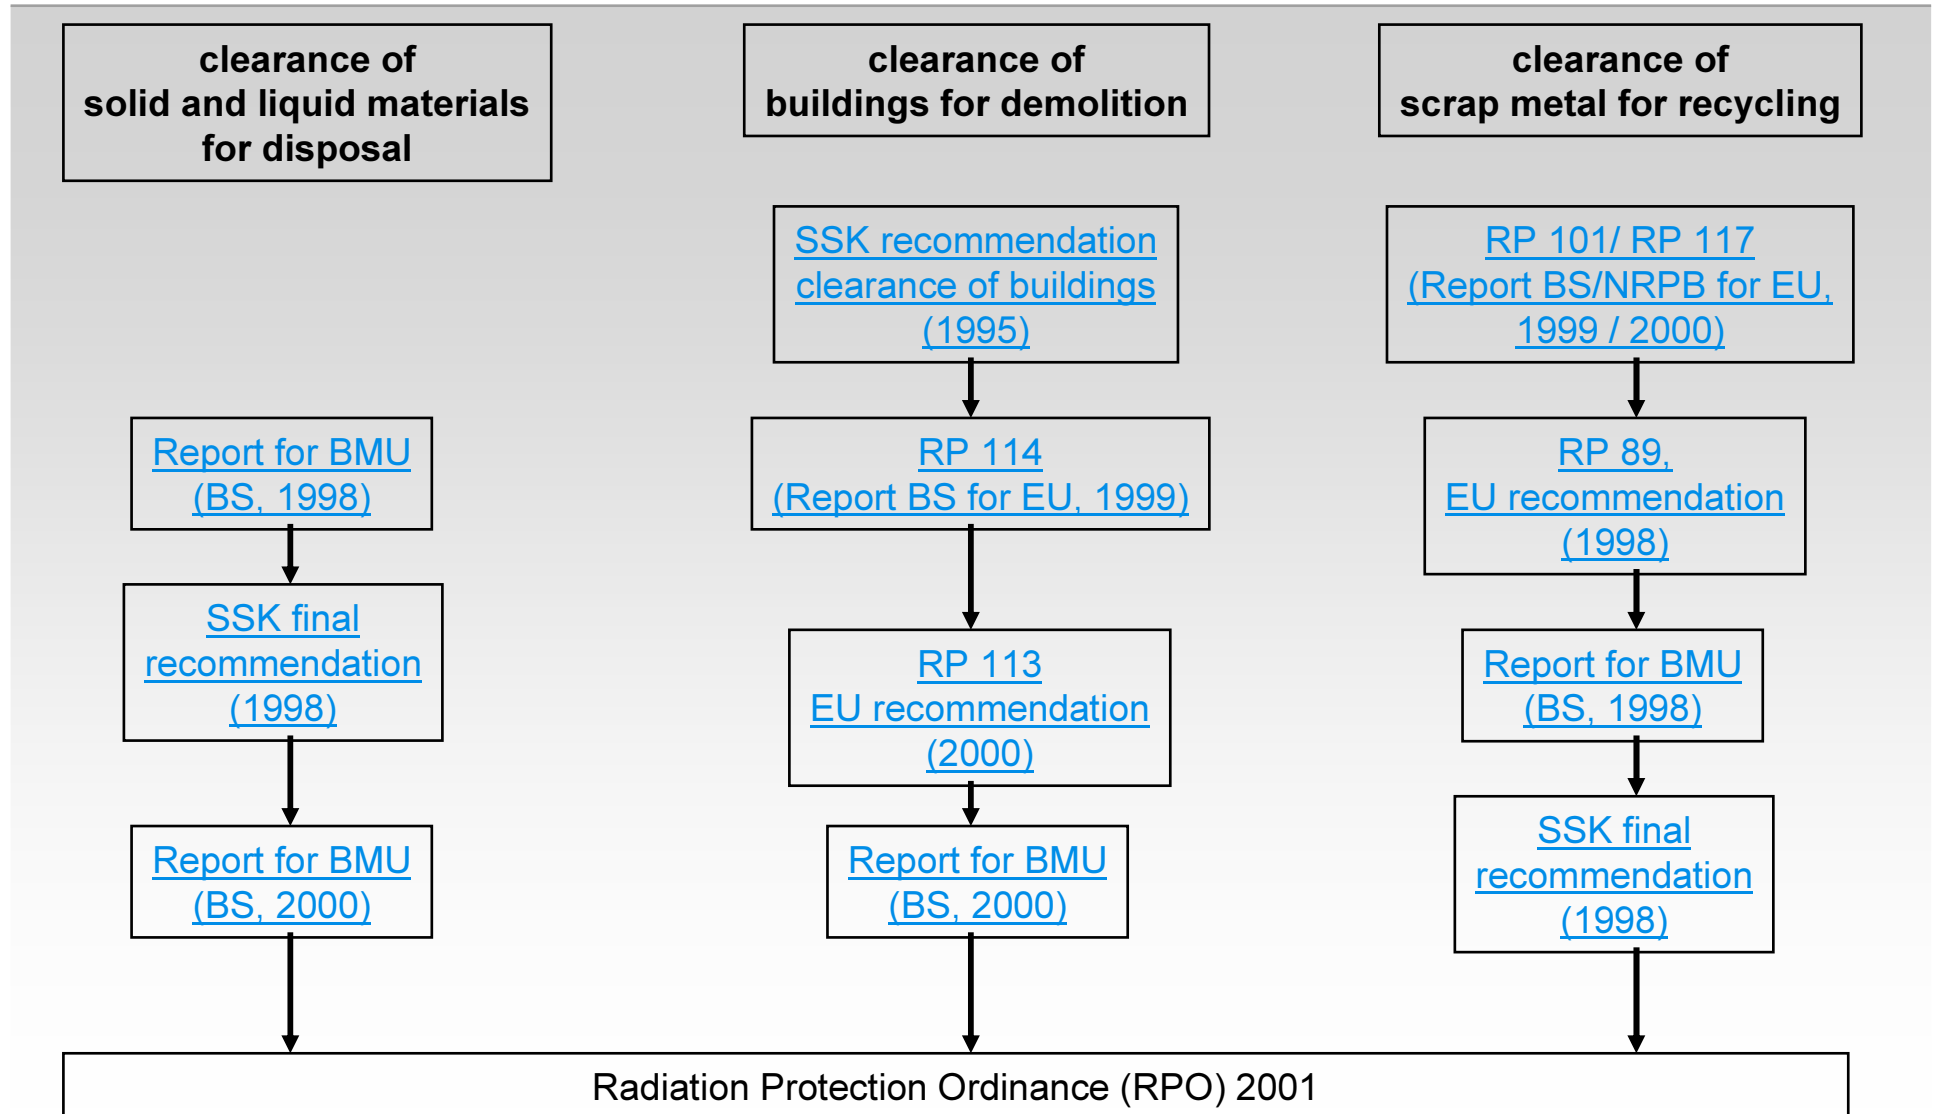 clearance of
solid and liquid materials
for disposal
clearance of
buildings for demolition
clearance of
scrap metal for recycling
SSK recommendation
clearance of buildings
(1995)
RP 101/ RP 117
(Report BS/NRPB for EU,
1999 / 2000)
Report for BMU
(BS, 1998)
RP 114
(Report BS for EU, 1999)
RP 89,
EU recommendation
(1998)
SSK final
recommendation
(1998)
RP 113
EU recommendation
(2000)
Report for BMU
(BS, 1998)
Report for BMU
(BS, 2000)
Report for BMU
(BS, 2000)
SSK final
recommendation
(1998)
Radiation Protection Ordinance (RPO) 2001